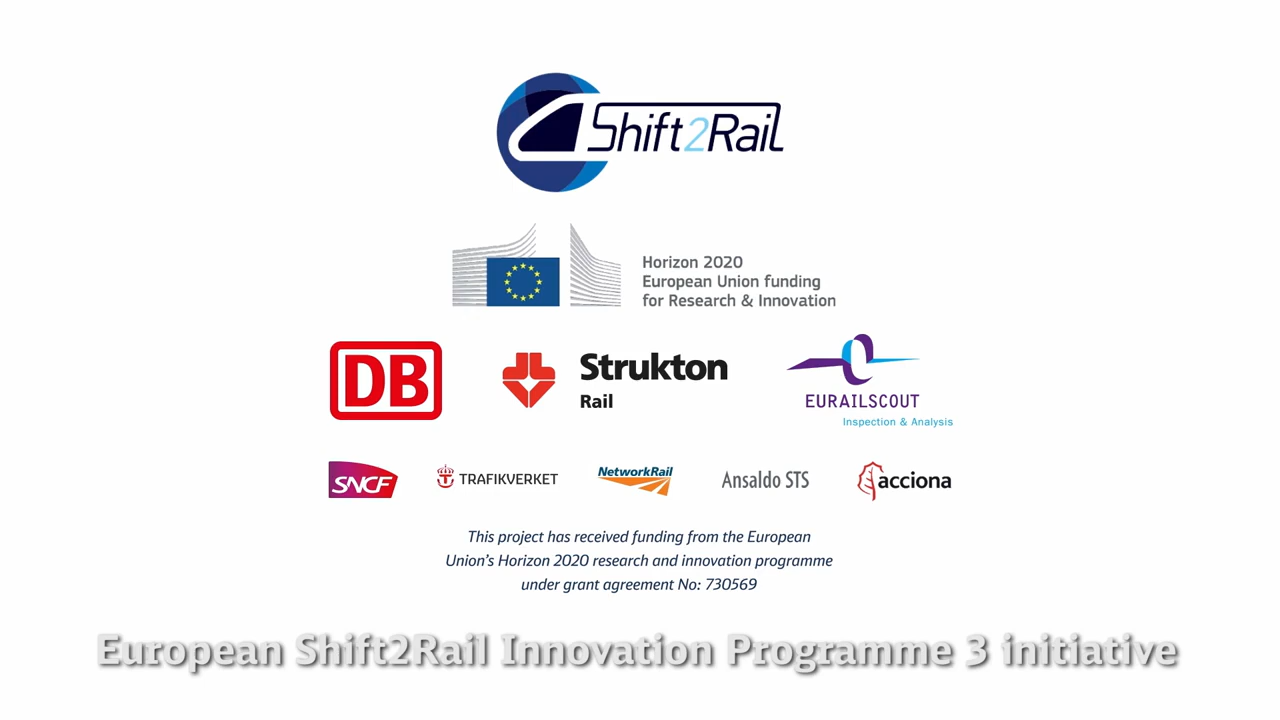 Shift2Rail
Horizon 2020
European Union funding
for Research & Innovation
DB
Strukton
Rail
EURAILSCOUT
Inspection & Analysis
SNCF
TRAFIKVERKET
NetworkRail
Ansaldo STS
acciona
This project has received funding from the European
Union's Horizon 2020 research and innovation programme
under grant agreement No: 730569
European Shift2Rail Innovation Programme 3 initiative